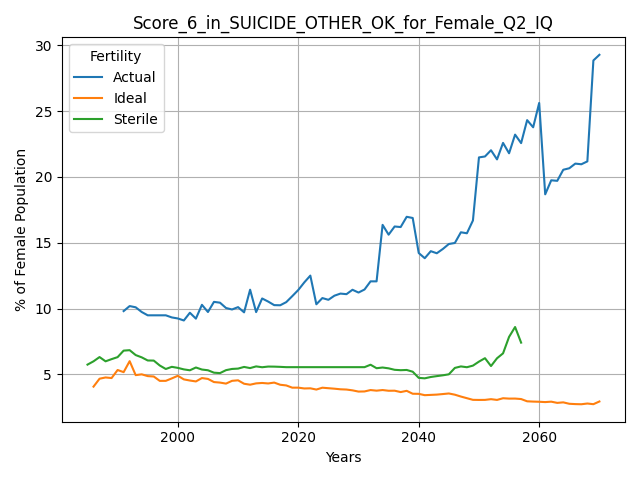 Score_6_in_SUICIDE_OTHER_OK_for_Female_Q2_IQ
Fertility
Actual
Ideal
Sterile
% of Female Population
30
25
20
15
10
5
2000
2020
2040
2060
Years